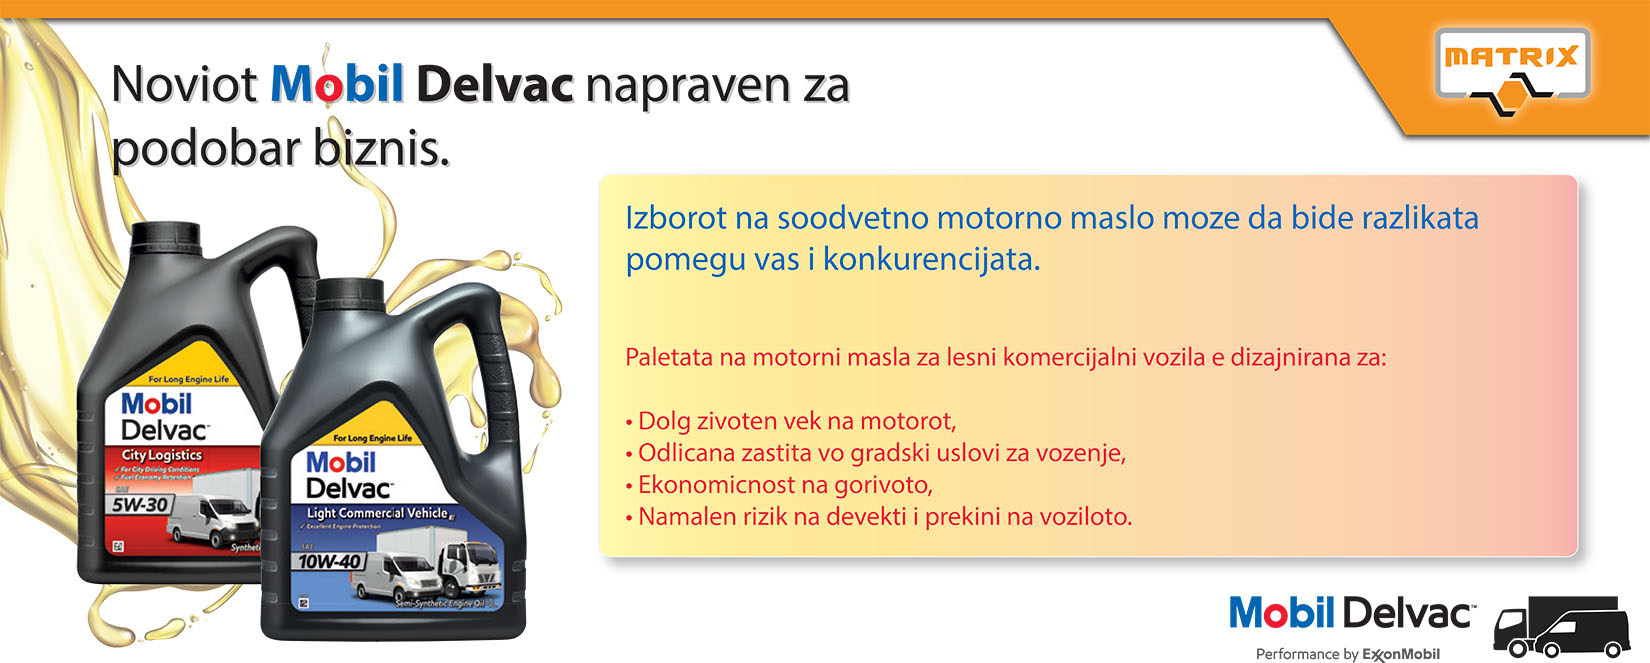 MATRIX
Noviot Mobil Delvac napraven za
podobar biznis.
Izborot na soodvetno motorno maslo moze da bide razlikata
pomegu vas i konkurencijata.
Paletata na motorni masla za lesni komercijalni vozila e dizajnirana za:
• Dolg zivoten vek na motorot,
• Odlicana zastita vo gradski uslovi za vozenje,
• Ekonomicnost na gorivoto,
• Namalen rizik na devekti i prekini na voziloto.
For Long Engine Life
Mobil
Delvac™
City Logistics
✓ For City Driving Conditions
✓ Fuel Economy Retention
SAE
5W-30
For Long Engine Life
Mobil
Delvac™
Light Commercial Vehicle
✓ Excellent Engine Protection
SAE
10W-40
Semi-Synthetic Engine Oil
Mobil Delvac™
Performance by ExxonMobil